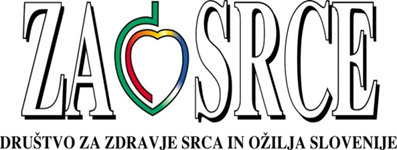 ZA SRCE
DRUŠTVO ZA ZDRAVJE SRCA IN OŽILJA SLOVENIJE